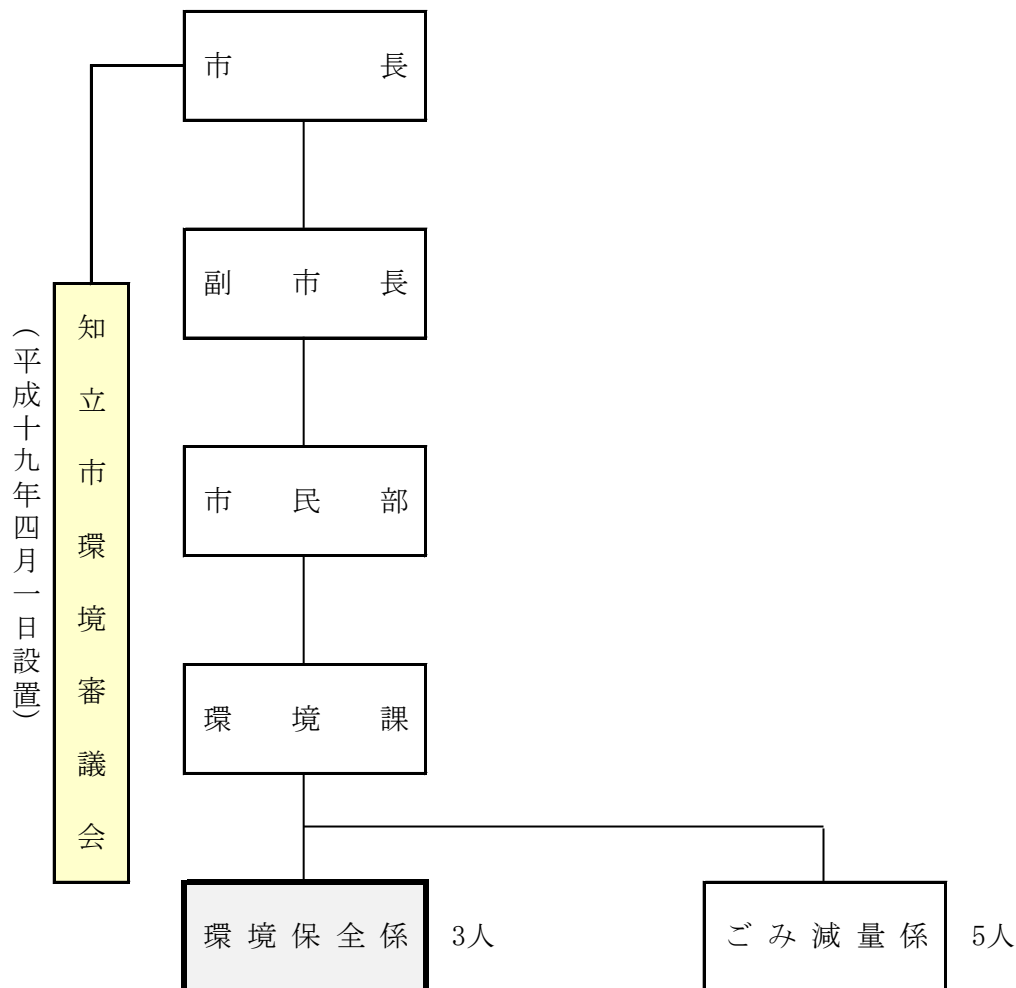 市長
副市長
知立市環境審議会
（平成十九年四月一日設置）
市民部
環境課
環境保全係 3人
ごみ減量係 5人